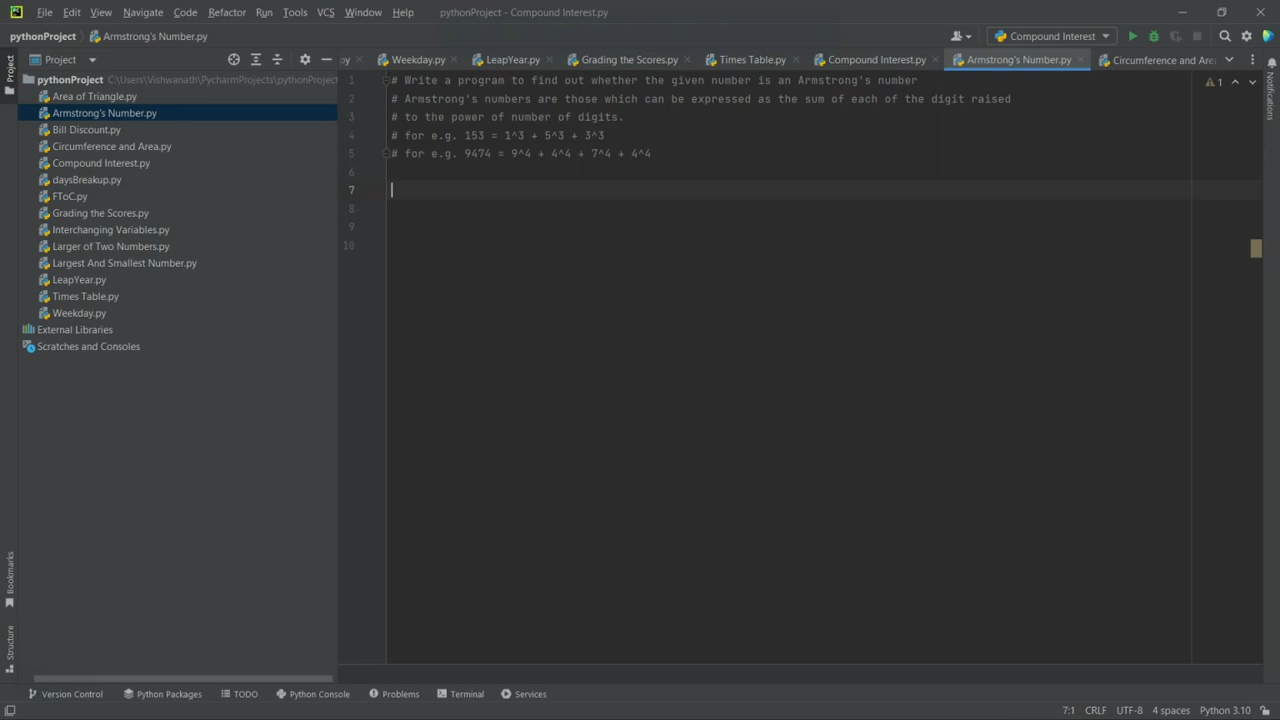 File Edit View Navigate Code Refactor Run Tools VCS Window Help pythonProject - Compound Interest.py
pythonProject Armstrong's Number.py Compound Interest
Project Project .py Weekday.py LeapYear.py Grading the Scores.py Times Table.py Compound Interest.py Armstrong's Number.py Circumference and Are
Notifications
pythonProject C:\Users\Vishwanath\PycharmProjects\pythonProject
Area of Triangle.py
Armstrong's Number.py
Bill Discount.py
Circumference and Area.py
Compound Interest.py
daysBreakup.py
FToC.py
Grading the Scores.py
Interchanging Variables.py
Larger of Two Numbers.py
Largest And Smallest Number.py
LeapYear.py
Times Table.py
Weekday.py
External Libraries
Scratches and Consoles
1 # Write a program to find out whether the given number is an Armstrong's number 1
2 # Armstrong's numbers are those which can be expressed as the sum of each of the digit raised
3 # to the power of number of digits.
4 # for e.g. 153 = 1^3 + 5^3 + 3^3
5 # for e.g. 9474 = 9^4 + 4^4 + 7^4 + 4^4
6
7
8
9
10
Bookmarks
Structure
Version Control Python Packages TODO Python Console Problems Terminal Services
7:1 CRLF UTF-8 4 spaces Python 3.10